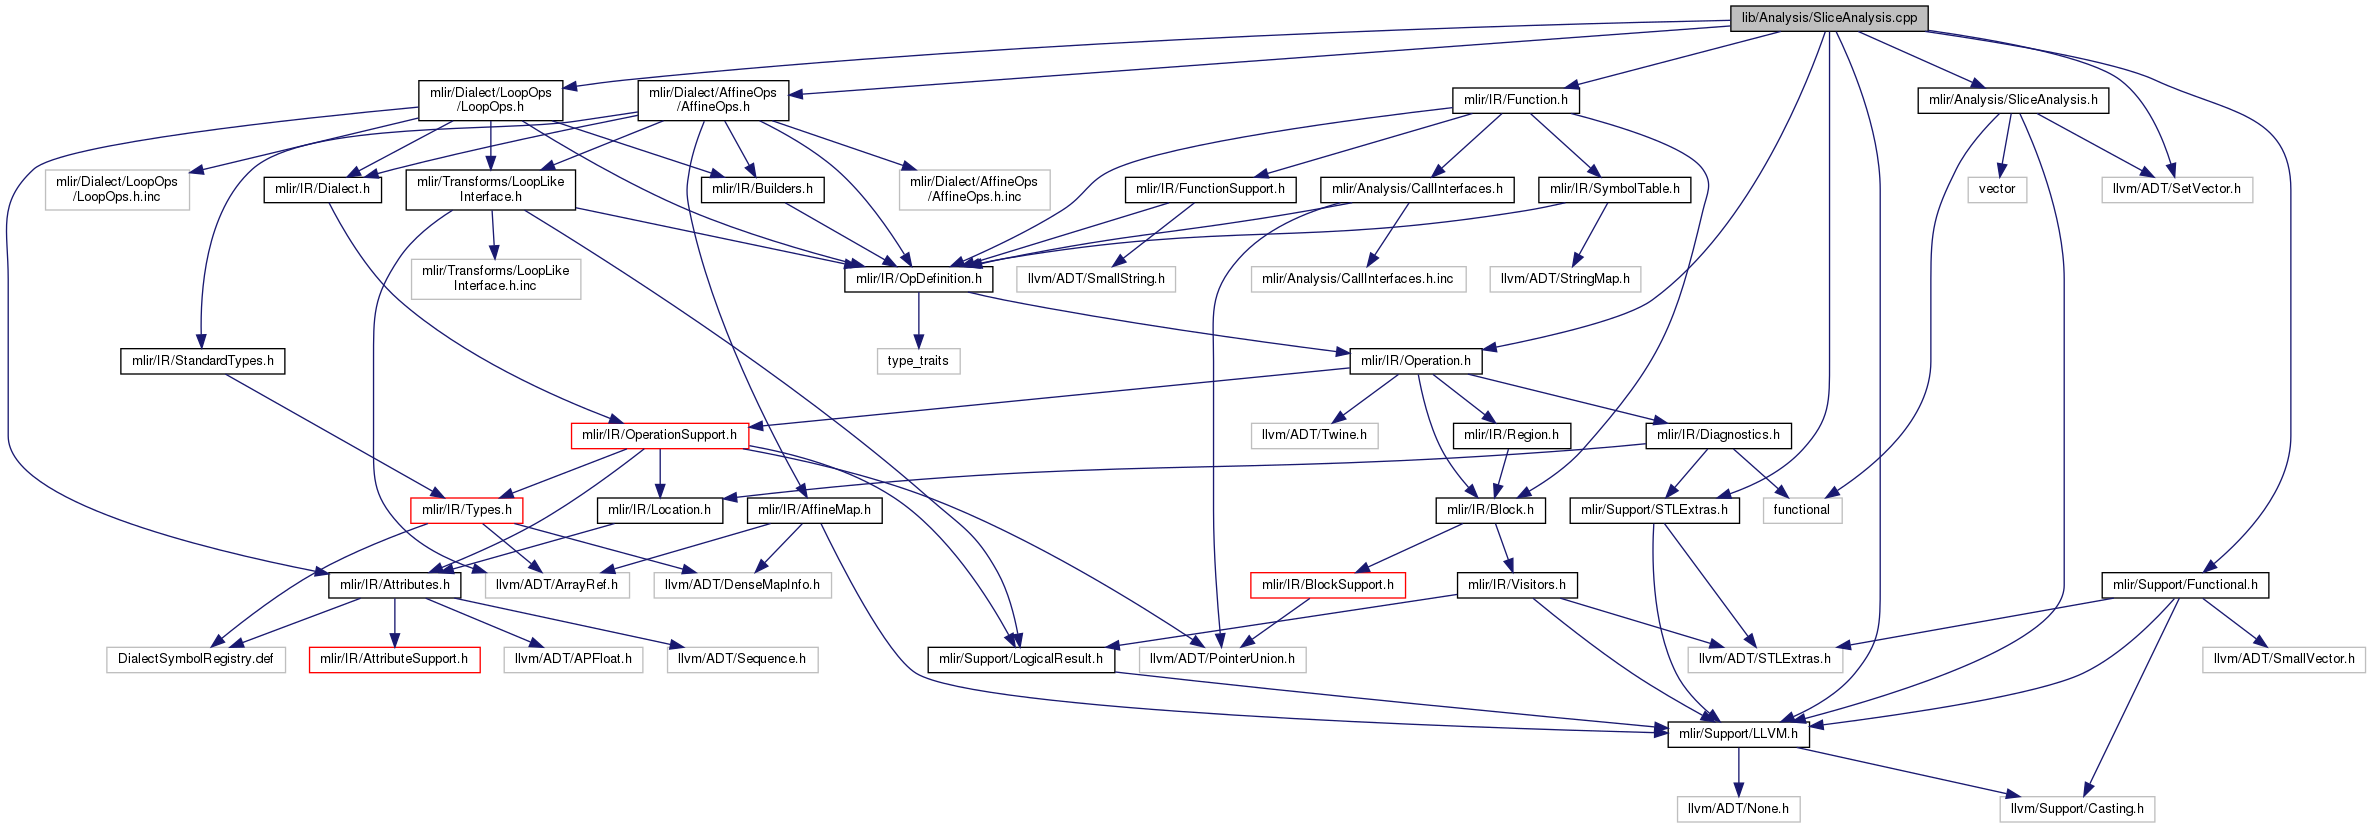 lib/Analysis/SliceAnalysis.cpp
mlir/Dialect/LoopOps
/LoopOps.h
mlir/Dialect/AffineOps
/AffineOps.h
mlir/IR/Function.h
mlir/Analysis/SliceAnalysis.h
mlir/Dialect/LoopOps
/LoopOps.h.inc
mlir/IR/Dialect.h
mlir/Transforms/LoopLike
Interface.h
mlir/IR/Builders.h
mlir/Dialect/AffineOps
/AffineOps.h.inc
mlir/IR/FunctionSupport.h
mlir/Analysis/CallInterfaces.h
mlir/IR/SymbolTable.h
vector
llvm/ADT/SetVector.h
mlir/Transforms/LoopLike
Interface.h.inc
mlir/IR/OpDefinition.h
llvm/ADT/SmallString.h
mlir/Analysis/CallInterfaces.h.inc
llvm/ADT/StringMap.h
mlir/IR/StandardTypes.h
type_traits
mlir/IR/Operation.h
mlir/IR/OperationSupport.h
llvm/ADT/Twine.h
mlir/IR/Region.h
mlir/IR/Diagnostics.h
mlir/IR/Types.h
mlir/IR/Location.h
mlir/IR/AffineMap.h
mlir/IR/Block.h
mlir/Support/STLExtras.h
functional
mlir/IR/Attributes.h
llvm/ADT/ArrayRef.h
llvm/ADT/DenseMapInfo.h
mlir/IR/BlockSupport.h
mlir/IR/Visitors.h
mlir/Support/Functional.h
DialectSymbolRegistry.def
mlir/IR/AttributeSupport.h
llvm/ADT/APFloat.h
llvm/ADT/Sequence.h
mlir/Support/LogicalResult.h
llvm/ADT/PointerUnion.h
llvm/ADT/STLExtras.h
llvm/ADT/SmallVector.h
mlir/Support/LLVM.h
llvm/ADT/None.h
llvm/Support/Casting.h